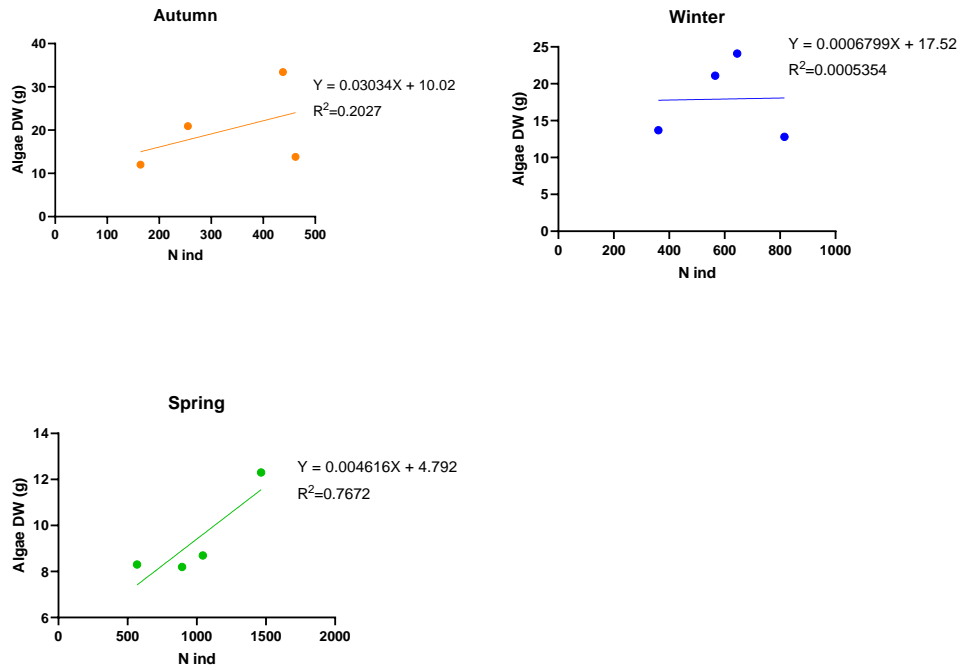 Autumn
40
30
20
10
0
0 100 200 300 400 500
Algae DW (g)
N ind
Y = 0.03034X + 10.02
R²=0.2027
Winter
25
20
15
10
5
0
0 200 400 600 800 1000
Algae DW (g)
N ind
Y = 0.0006799X + 17.52
R²=0.0005354
Spring
14
12
10
8
6
0 500 1000 1500 2000
Algae DW (g)
N ind
Y = 0.004616X + 4.792
R²=0.7672